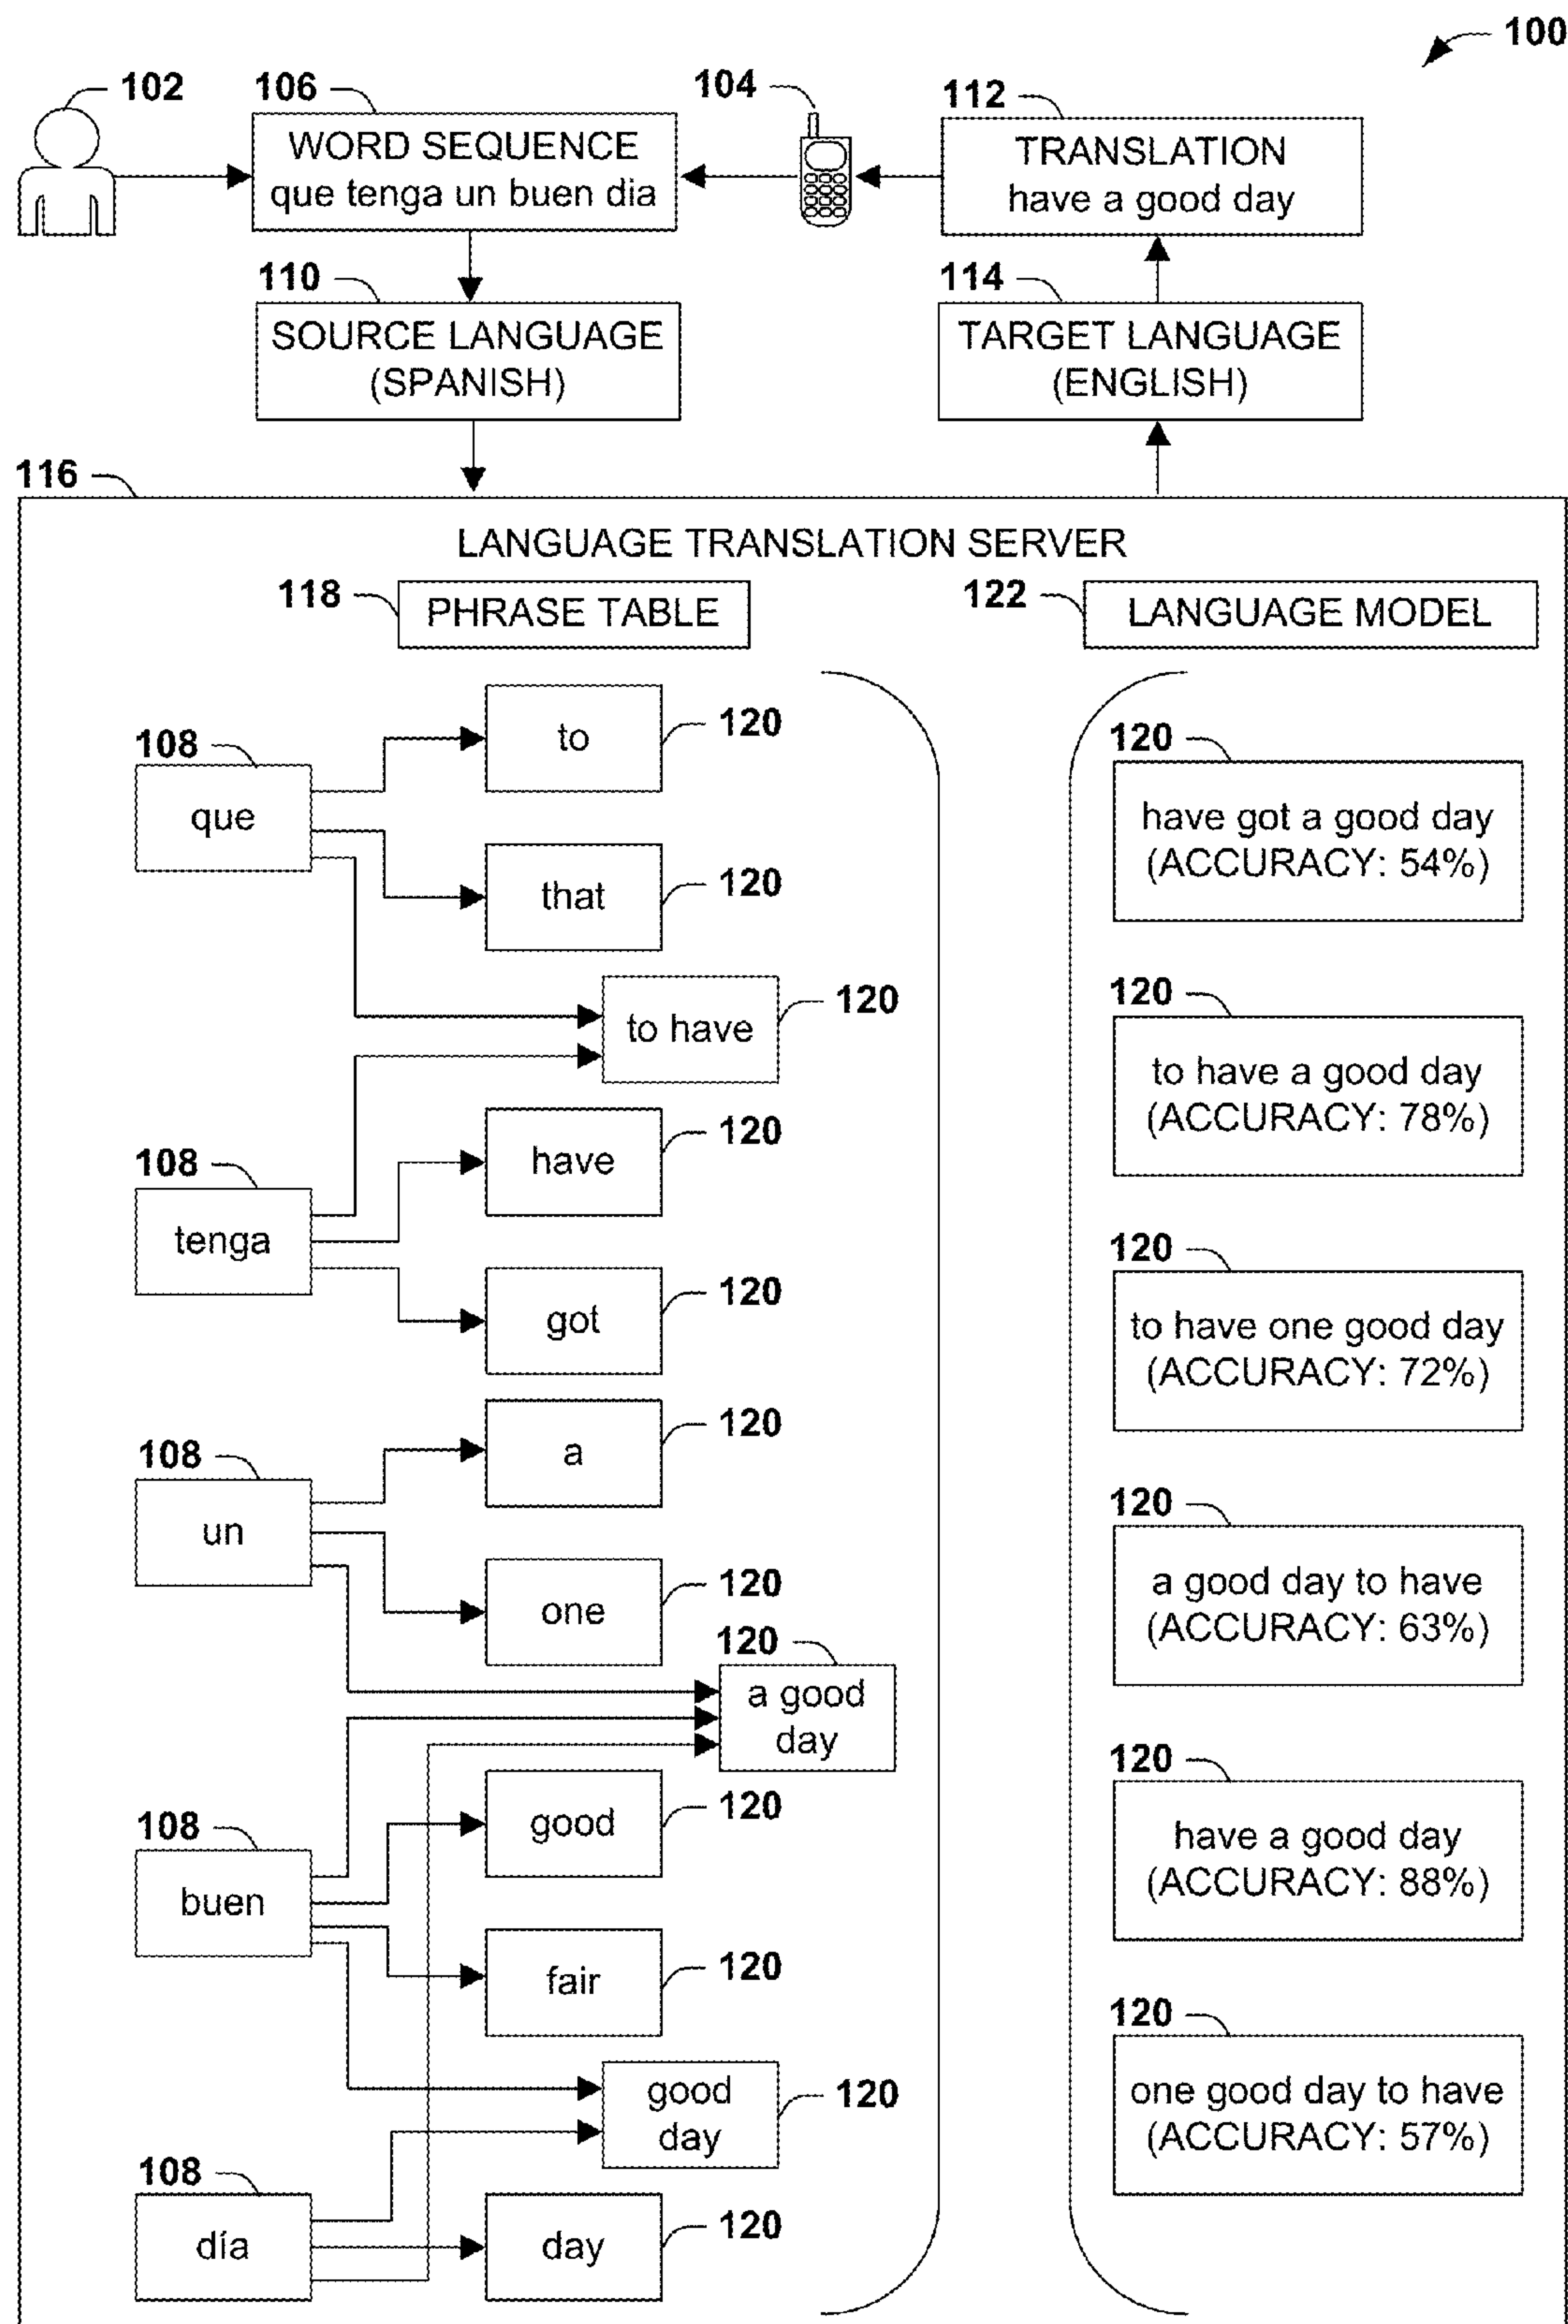 100
102
106
WORD SEQUENCE
que tenga un buen dia
104
112
TRANSLATION
have a good day
110
SOURCE LANGUAGE
(SPANISH)
114
TARGET LANGUAGE
(ENGLISH)
116
LANGUAGE TRANSLATION SERVER
118
PHRASE TABLE
108
que
to
120
that
120
to have
120
108
tenga
have
120
got
120
108
un
a
120
one
120
120
a good
day
108
buen
good
120
fair
120
good
day
120
108
día
day
120
122
LANGUAGE MODEL
120
have got a good day
(ACCURACY: 54%)
120
to have a good day
(ACCURACY: 78%)
120
to have one good day
(ACCURACY: 72%)
120
a good day to have
(ACCURACY: 63%)
120
have a good day
(ACCURACY: 88%)
120
one good day to have
(ACCURACY: 57%)